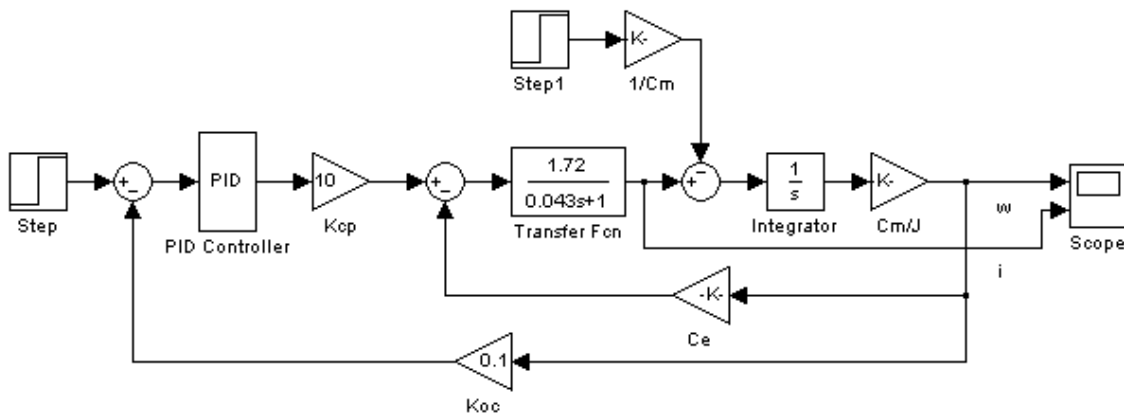 K-
Step1
1/Cm
Step
+
-
PID
PID Controller
10
Kcp
+
-
1.72
0.043s+1
Transfer Fcn
+
-
1
s
Integrator
K-
Cm/J
w
i
Scope
-K-
Ce
0.1
Koc